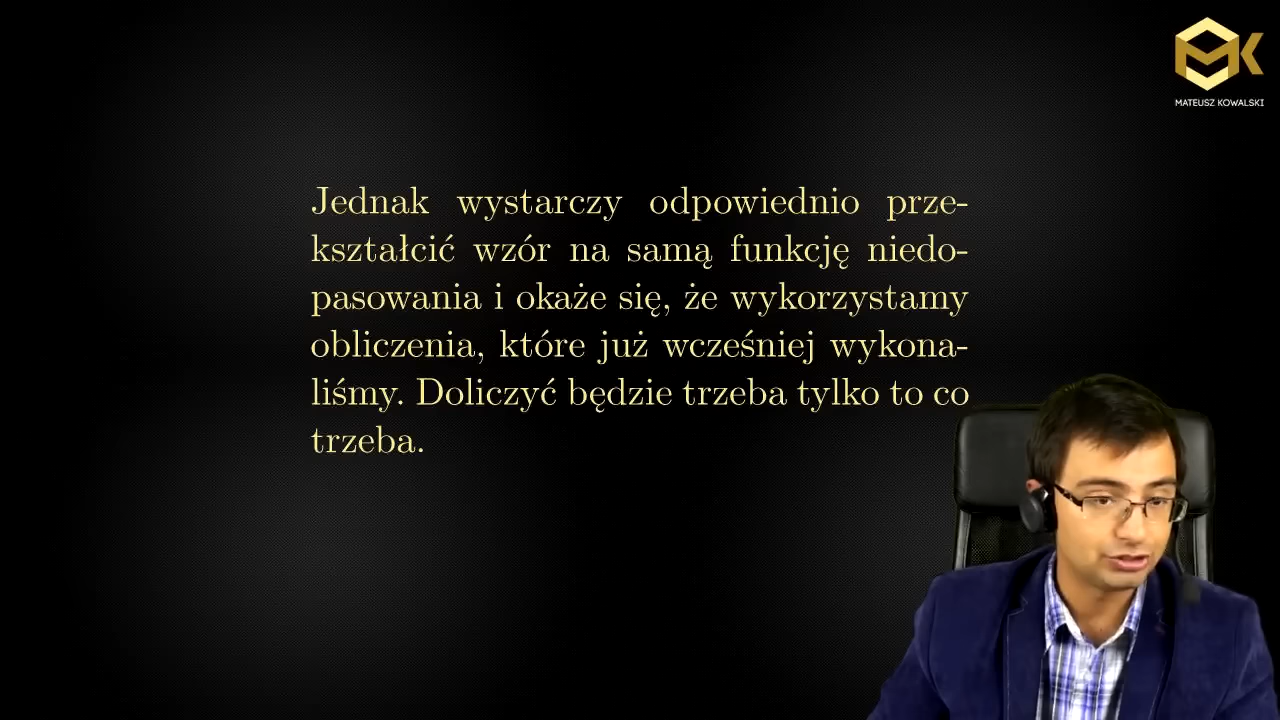 MK
MATEUSZ KOWALSKI
Jednak wystarczy odpowiednio prze-
kształcić wzór na samą funkcję niedo-
pasowania i okaże się, że wykorzystamy
obliczenia, które już wcześniej wykona-
liśmy. Doliczyć będzie trzeba tylko to co
trzeba.